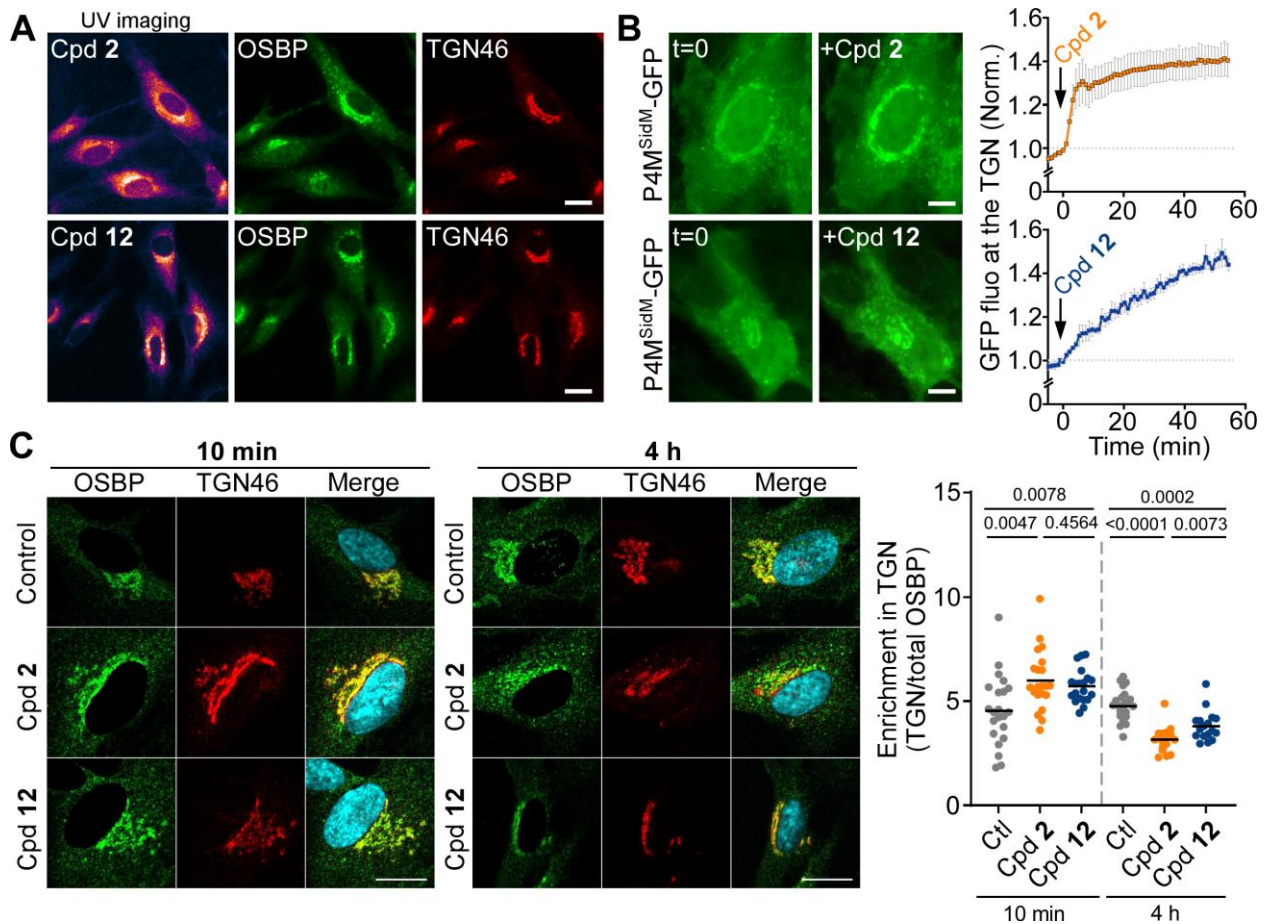 A
UV imaging
Cpd 2
OSBP
TGN46
Cpd 12
OSBP
TGN46
B
P4M^SidM-GFP
t=0
+Cpd 2
P4M^SidM-GFP
t=0
+Cpd 12
GFP fluo at the TGN (Norm.)
1.6
1.4
1.2
1.0
0
Cpd 2
0 20 40 60
1.6
1.4
1.2
1.0
0
Cpd 12
0 20 40 60
Time (min)
C
10 min
OSBP TGN46 Merge
Control
Cpd 2
Cpd 12
4 h
OSBP TGN46 Merge
Enrichment in TGN
(TGN/total OSBP)
15
10
5
0
0.0078
0.0047 0.4564
0.0002
<0.0001 0.0073
Ctl
Cpd 2
Cpd 12
Ctl
Cpd 2
Cpd 12
10 min
4 h